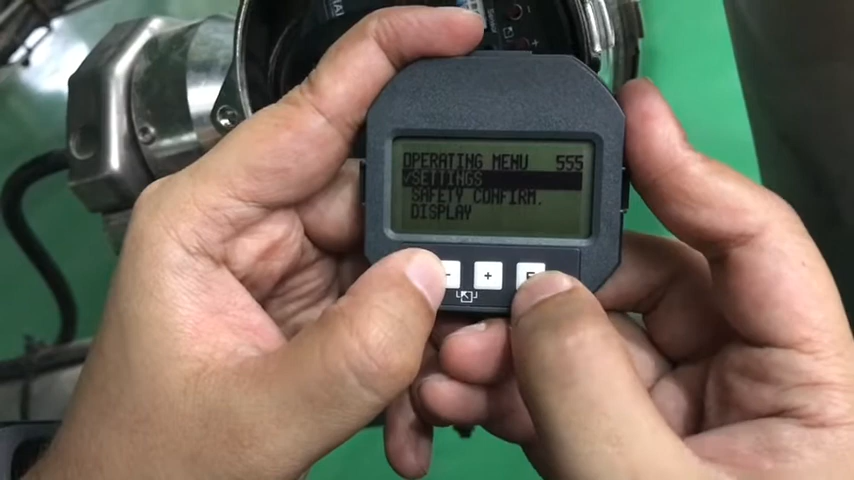 OPERATING MENU 555
✓SETTINGS
SAFETY CONFIRM.
DISPLAY
- + E